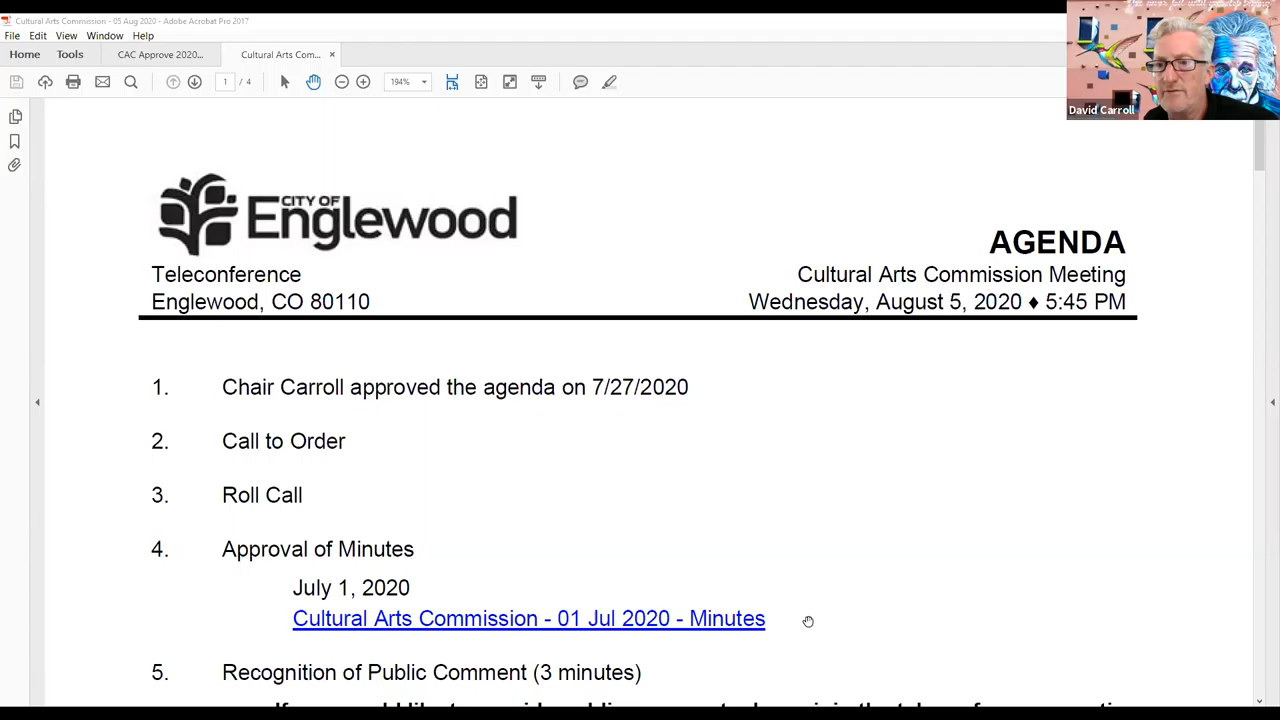 Cultural Arts Commission - 05 Aug 2020 - Adobe Acrobat Pro 2017
File Edit View Window Help
Home Tools CAC Approve 2020... Cultural Arts Com... ×
1 / 4 194%
David Carroll
CITY OF
Englewood
AGENDA
Teleconference Cultural Arts Commission Meeting
Englewood, CO 80110 Wednesday, August 5, 2020 ♦ 5:45 PM
1. Chair Carroll approved the agenda on 7/27/2020
2. Call to Order
3. Roll Call
4. Approval of Minutes
July 1, 2020
Cultural Arts Commission - 01 Jul 2020 - Minutes
5. Recognition of Public Comment (3 minutes)